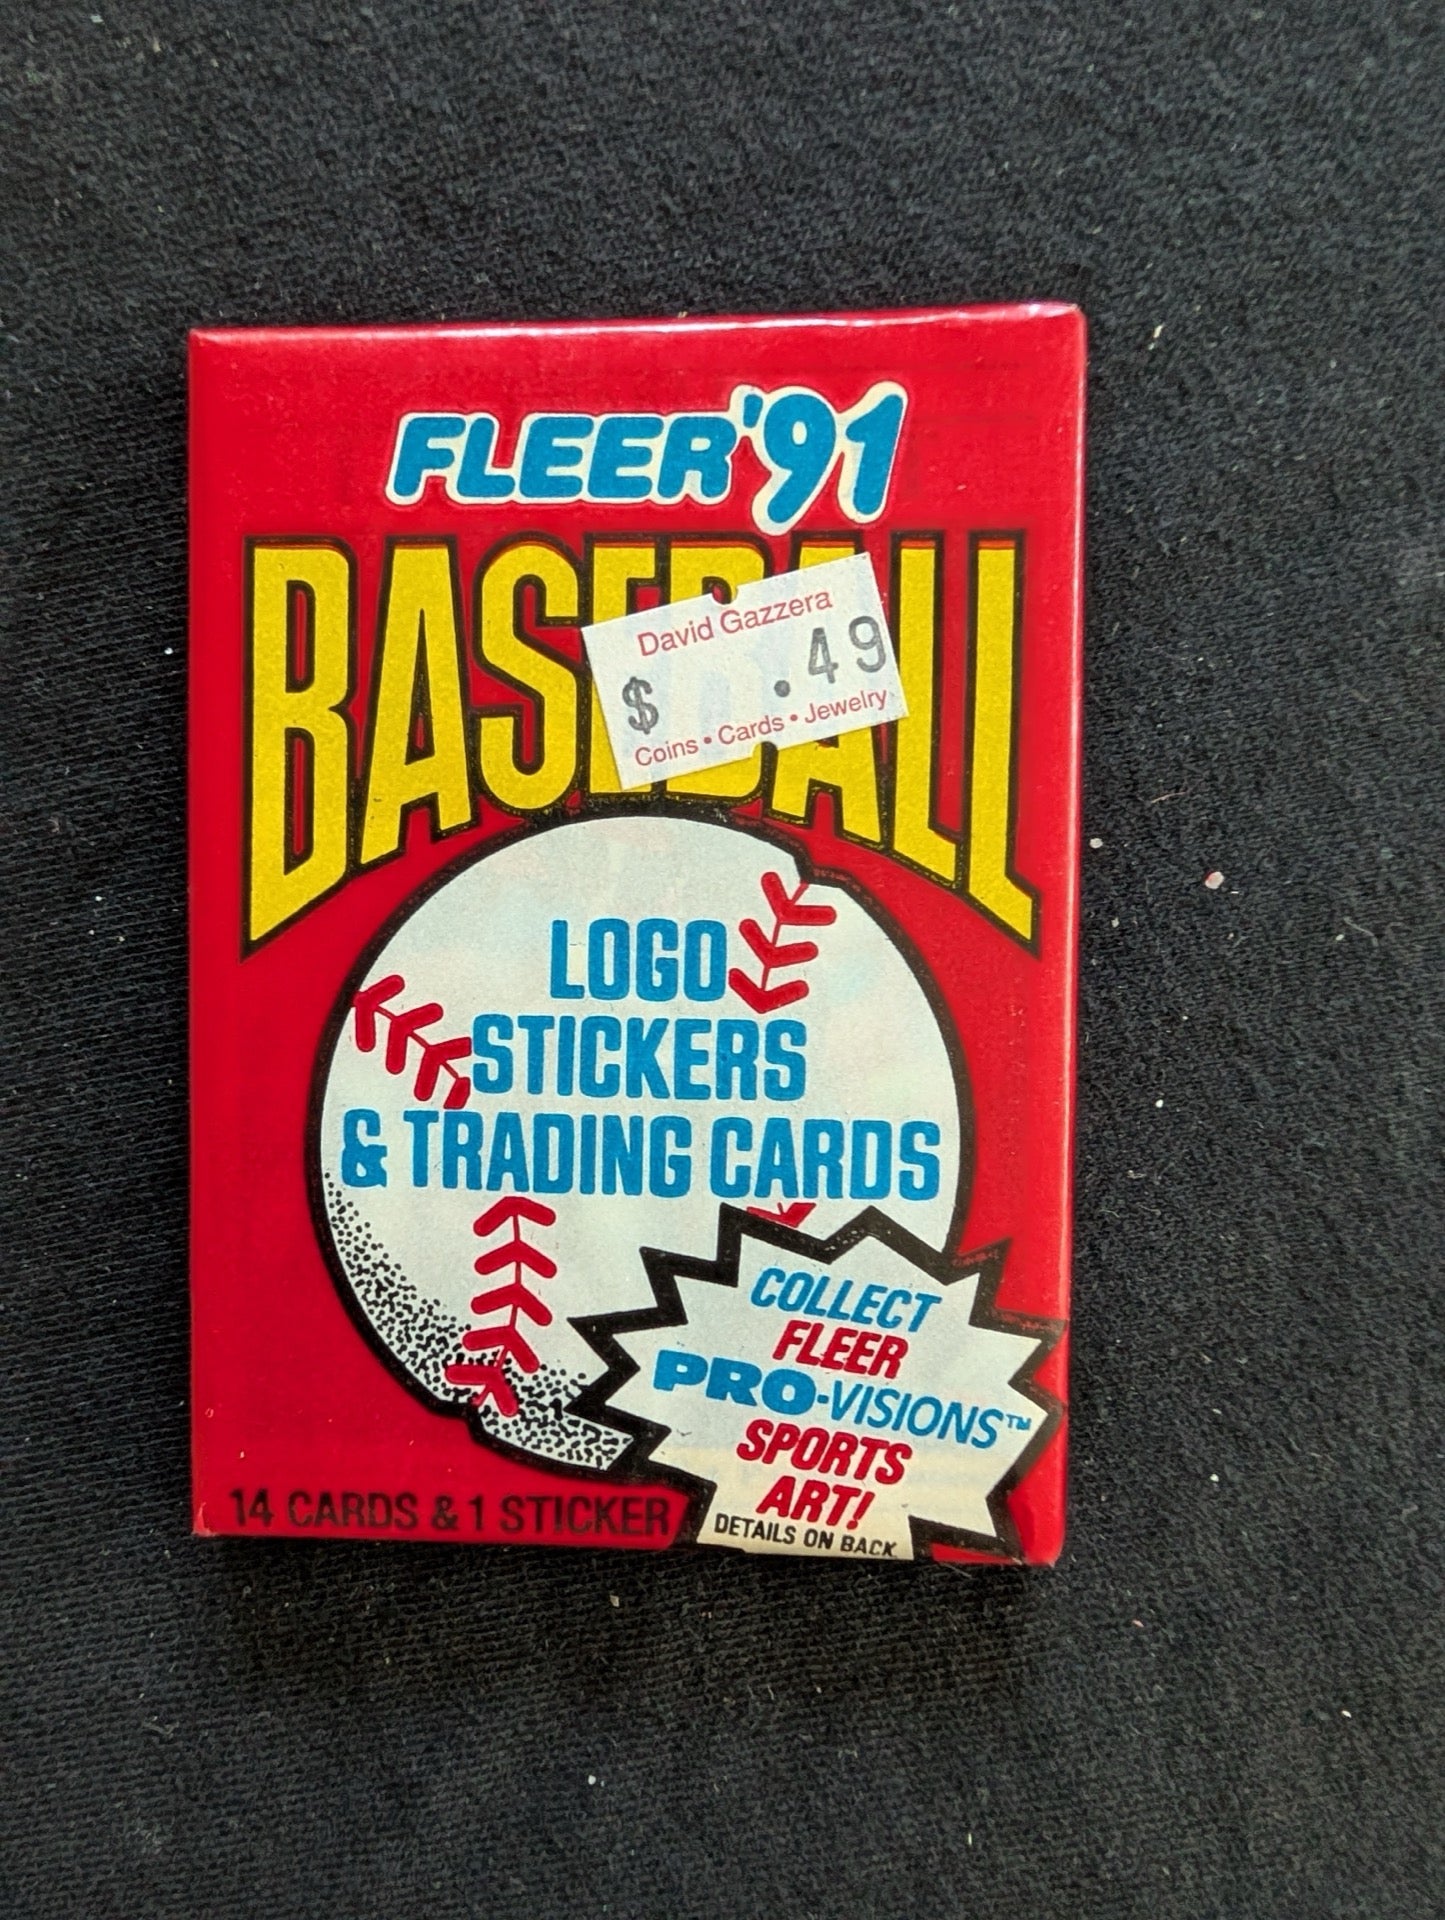 FLEER '91
BASEBALL
David Gazzera
$ .49
Coins • Cards • Jewelry
LOGO
STICKERS
& TRADING CARDS
COLLECT
FLEER
PRO-VISIONS™
SPORTS
ART!
DETAILS ON BACK
14 CARDS & 1 STICKER